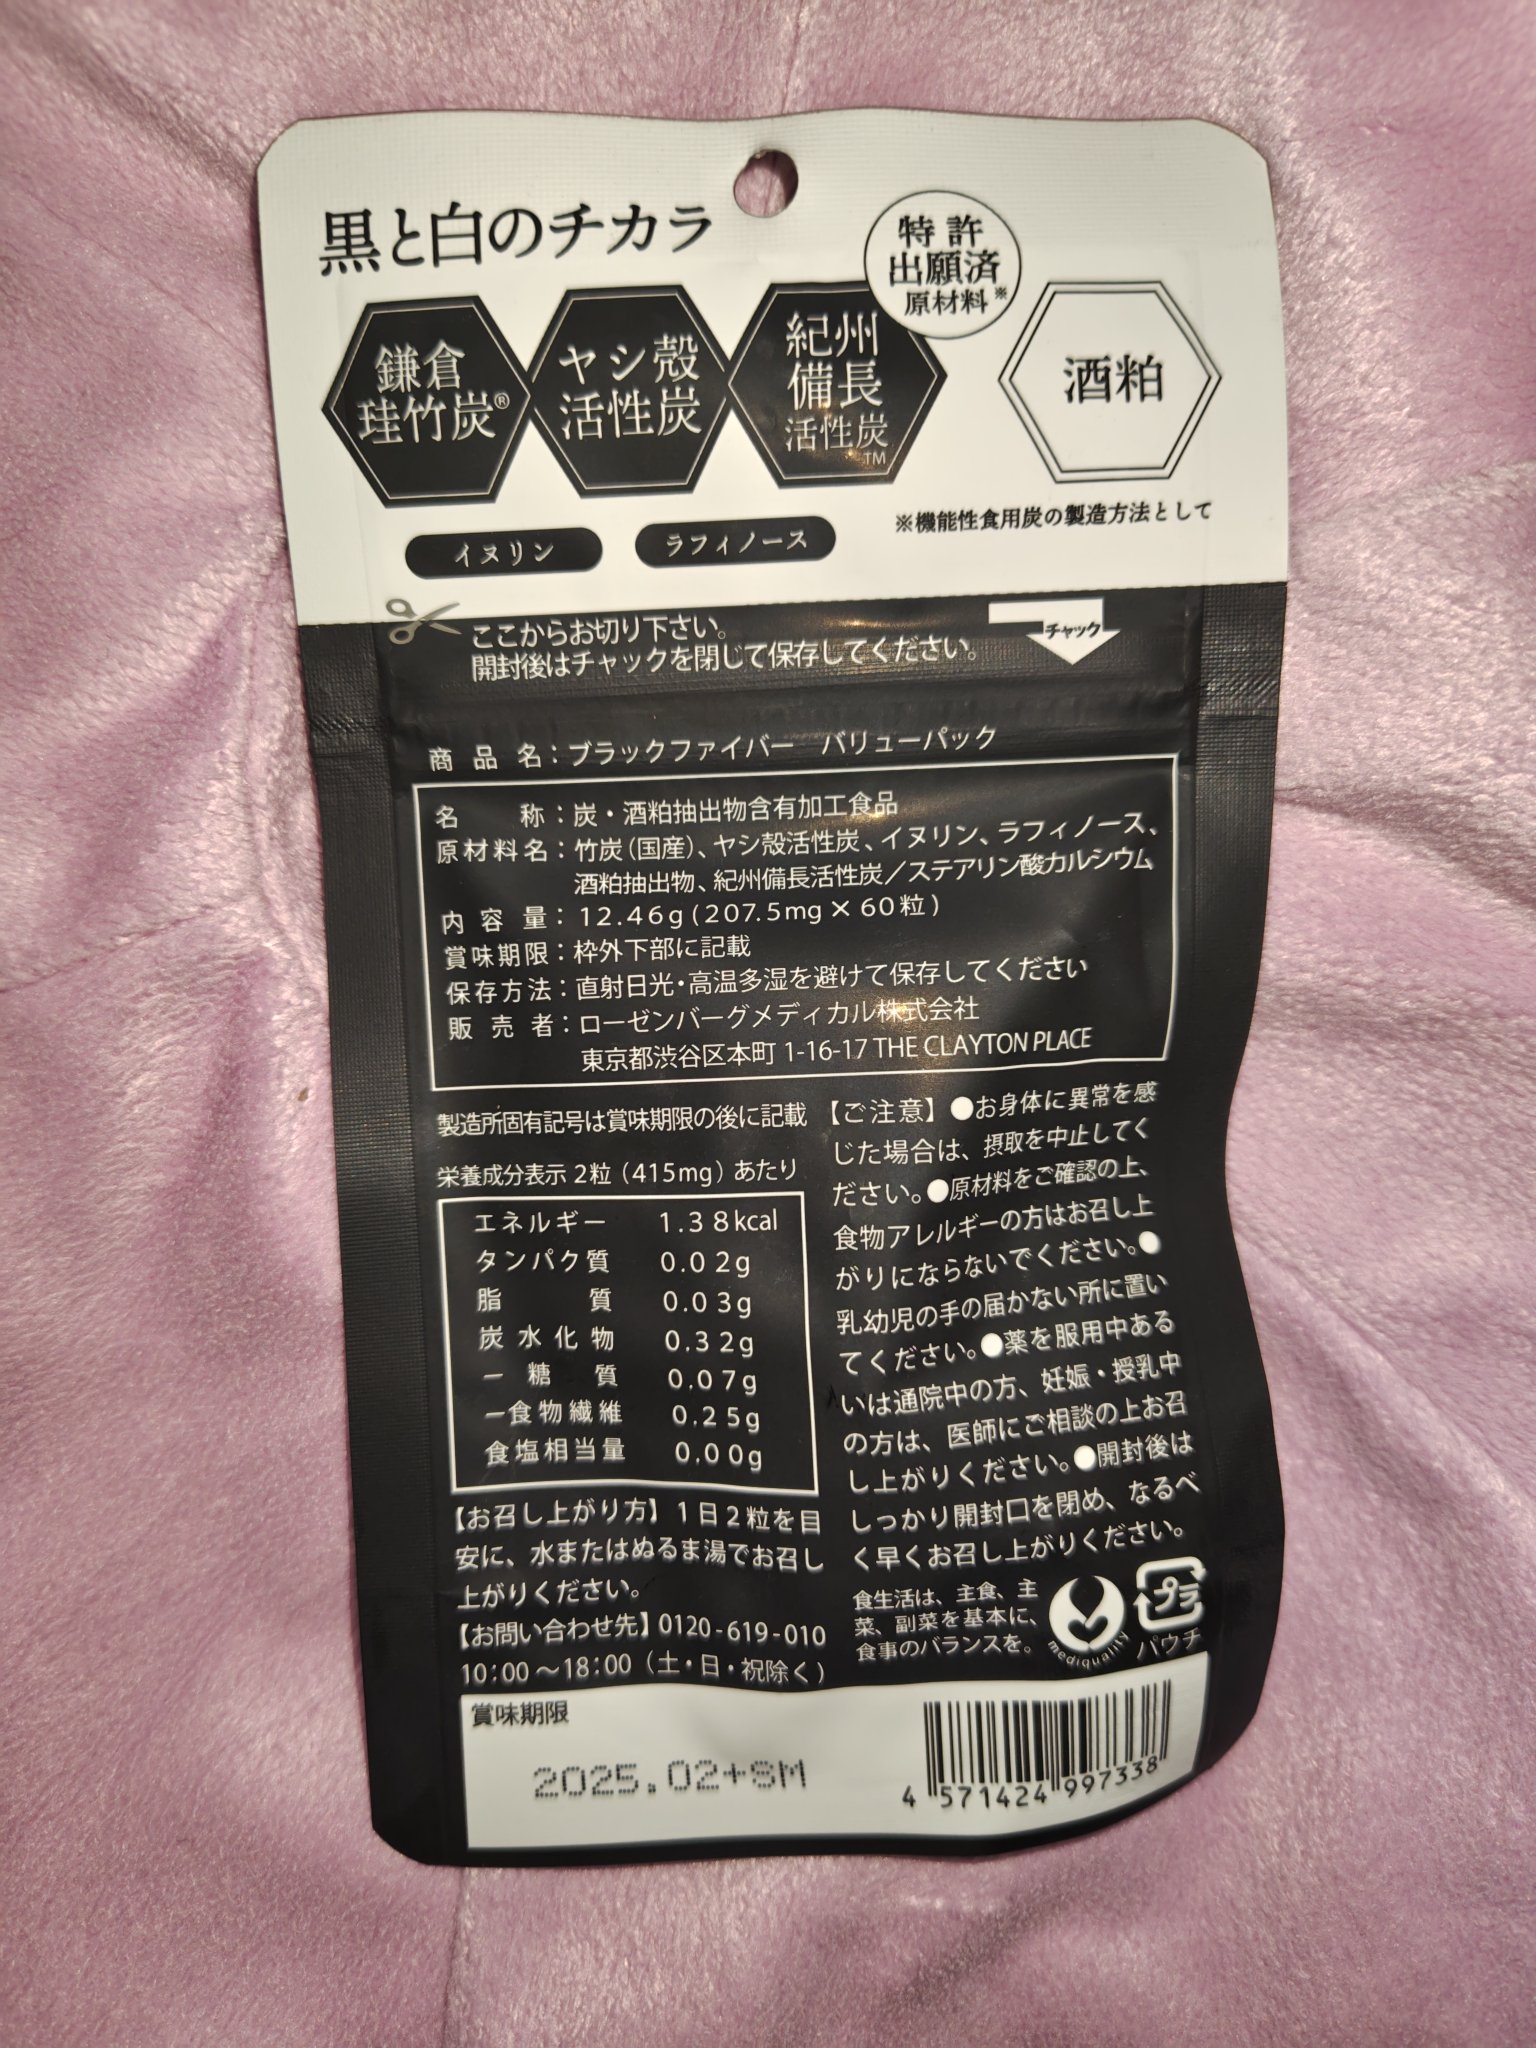 黒と白のチカラ
特許
出願済
原材料※
鎌倉
珪竹炭®
ヤシ殻
活性炭
紀州
備長
活性炭
TM
酒粕
※機能性食用炭の製造方法として
イヌリン
ラフィノース
ここからお切り下さい。
開封後はチャックを閉じて保存してください。
チャック
商品名：ブラックファイバー バリューパック
名称：炭・酒粕抽出物含有加工食品
原材料名：竹炭（国産）、ヤシ殻活性炭、イヌリン、ラフィノース、
酒粕抽出物、紀州備長活性炭／ステアリン酸カルシウム
内容量：12.46g(207.5mg×60粒)
賞味期限：枠外下部に記載
保存方法：直射日光・高温多湿を避けて保存してください
販売者：ローゼンバーグメディカル株式会社
東京都渋谷区本町 1-16-17 THE CLAYTON PLACE
製造所固有記号は賞味期限の後に記載
栄養成分表示 2粒（415mg）あたり
エネルギー 1.38kcal
タンパク質 0.02g
脂質 0.03g
炭水化物 0.32g
－糖質 0.07g
－食物繊維 0.25g
食塩相当量 0.00g
【お召し上がり方】1日2粒を目
安に、水またはぬるま湯でお召し
上がりください。
【お問い合わせ先】0120-619-010
10:00～18:00（土・日・祝除く）
【ご注意】●お身体に異常を感
じた場合は、摂取を中止してく
ださい。●原材料をご確認の上、
食物アレルギーの方はお召し上
がりにならないでください。●
乳幼児の手の届かない所に置い
てください。●薬を服用中ある
いは通院中の方、妊娠・授乳中
の方は、医師にご相談の上お召
し上がりください。●開封後は
しっかり開封口を閉め、なるべ
く早くお召し上がりください。
食生活は、主食、主
菜、副菜を基本に、
食事のバランスを。
mediquality
プラ
パウチ
賞味期限
2025.02+SM
4 571424 997338